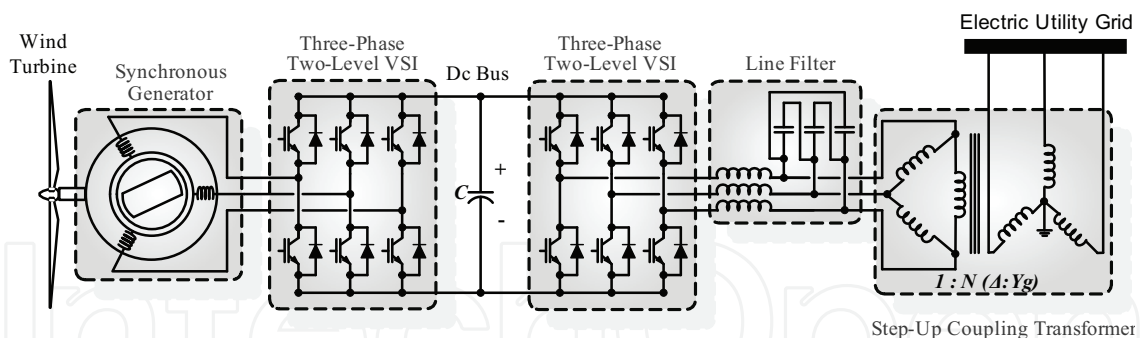 Wind
Turbine
Synchronous
Generator
Three-Phase
Two-Level VSI
Dc Bus
C
+
-
Three-Phase
Two-Level VSI
Line Filter
Electric Utility Grid
1 : N (Δ:Yg)
Step-Up Coupling Transformer